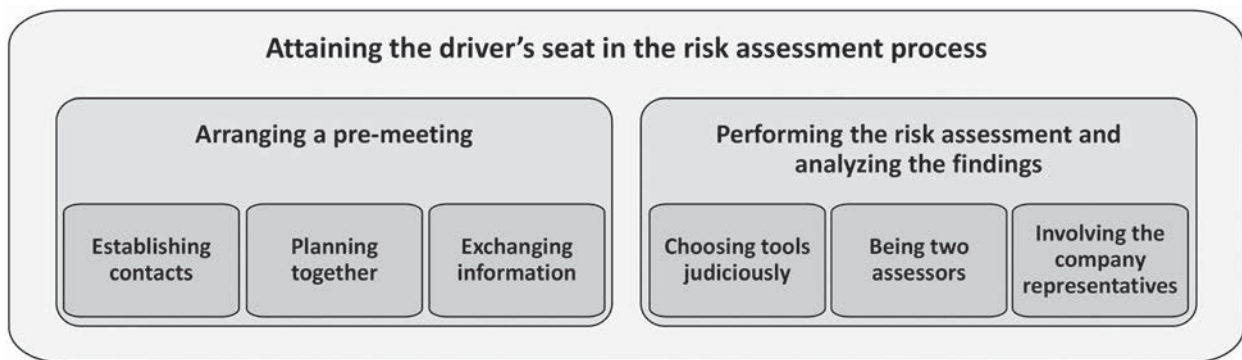 Attaining the driver’s seat in the risk assessment process
Arranging a pre-meeting
Establishing
contacts
Planning
together
Exchanging
information
Performing the risk assessment and
analyzing the findings
Choosing tools
judiciously
Being two
assessors
Involving the
company
representatives